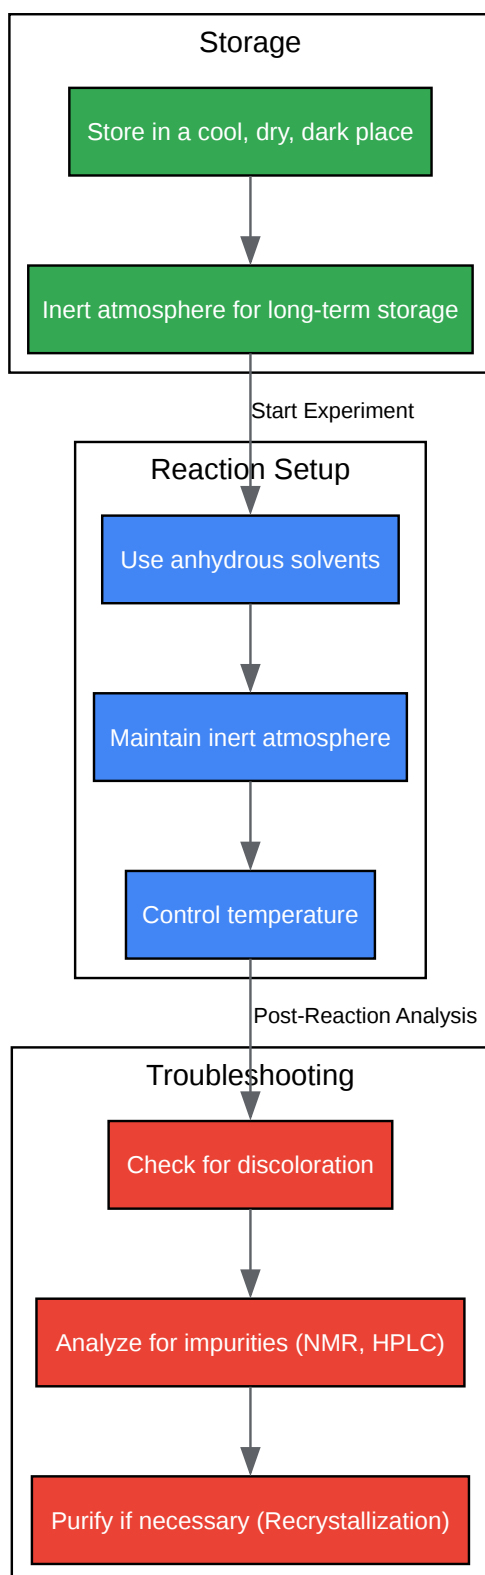 Storage
Store in a cool, dry, dark place
Inert atmosphere for long-term storage
Start Experiment
Reaction Setup
Use anhydrous solvents
Maintain inert atmosphere
Control temperature
Post-Reaction Analysis
Troubleshooting
Check for discoloration
Analyze for impurities (NMR, HPLC)
Purify if necessary (Recrystallization)